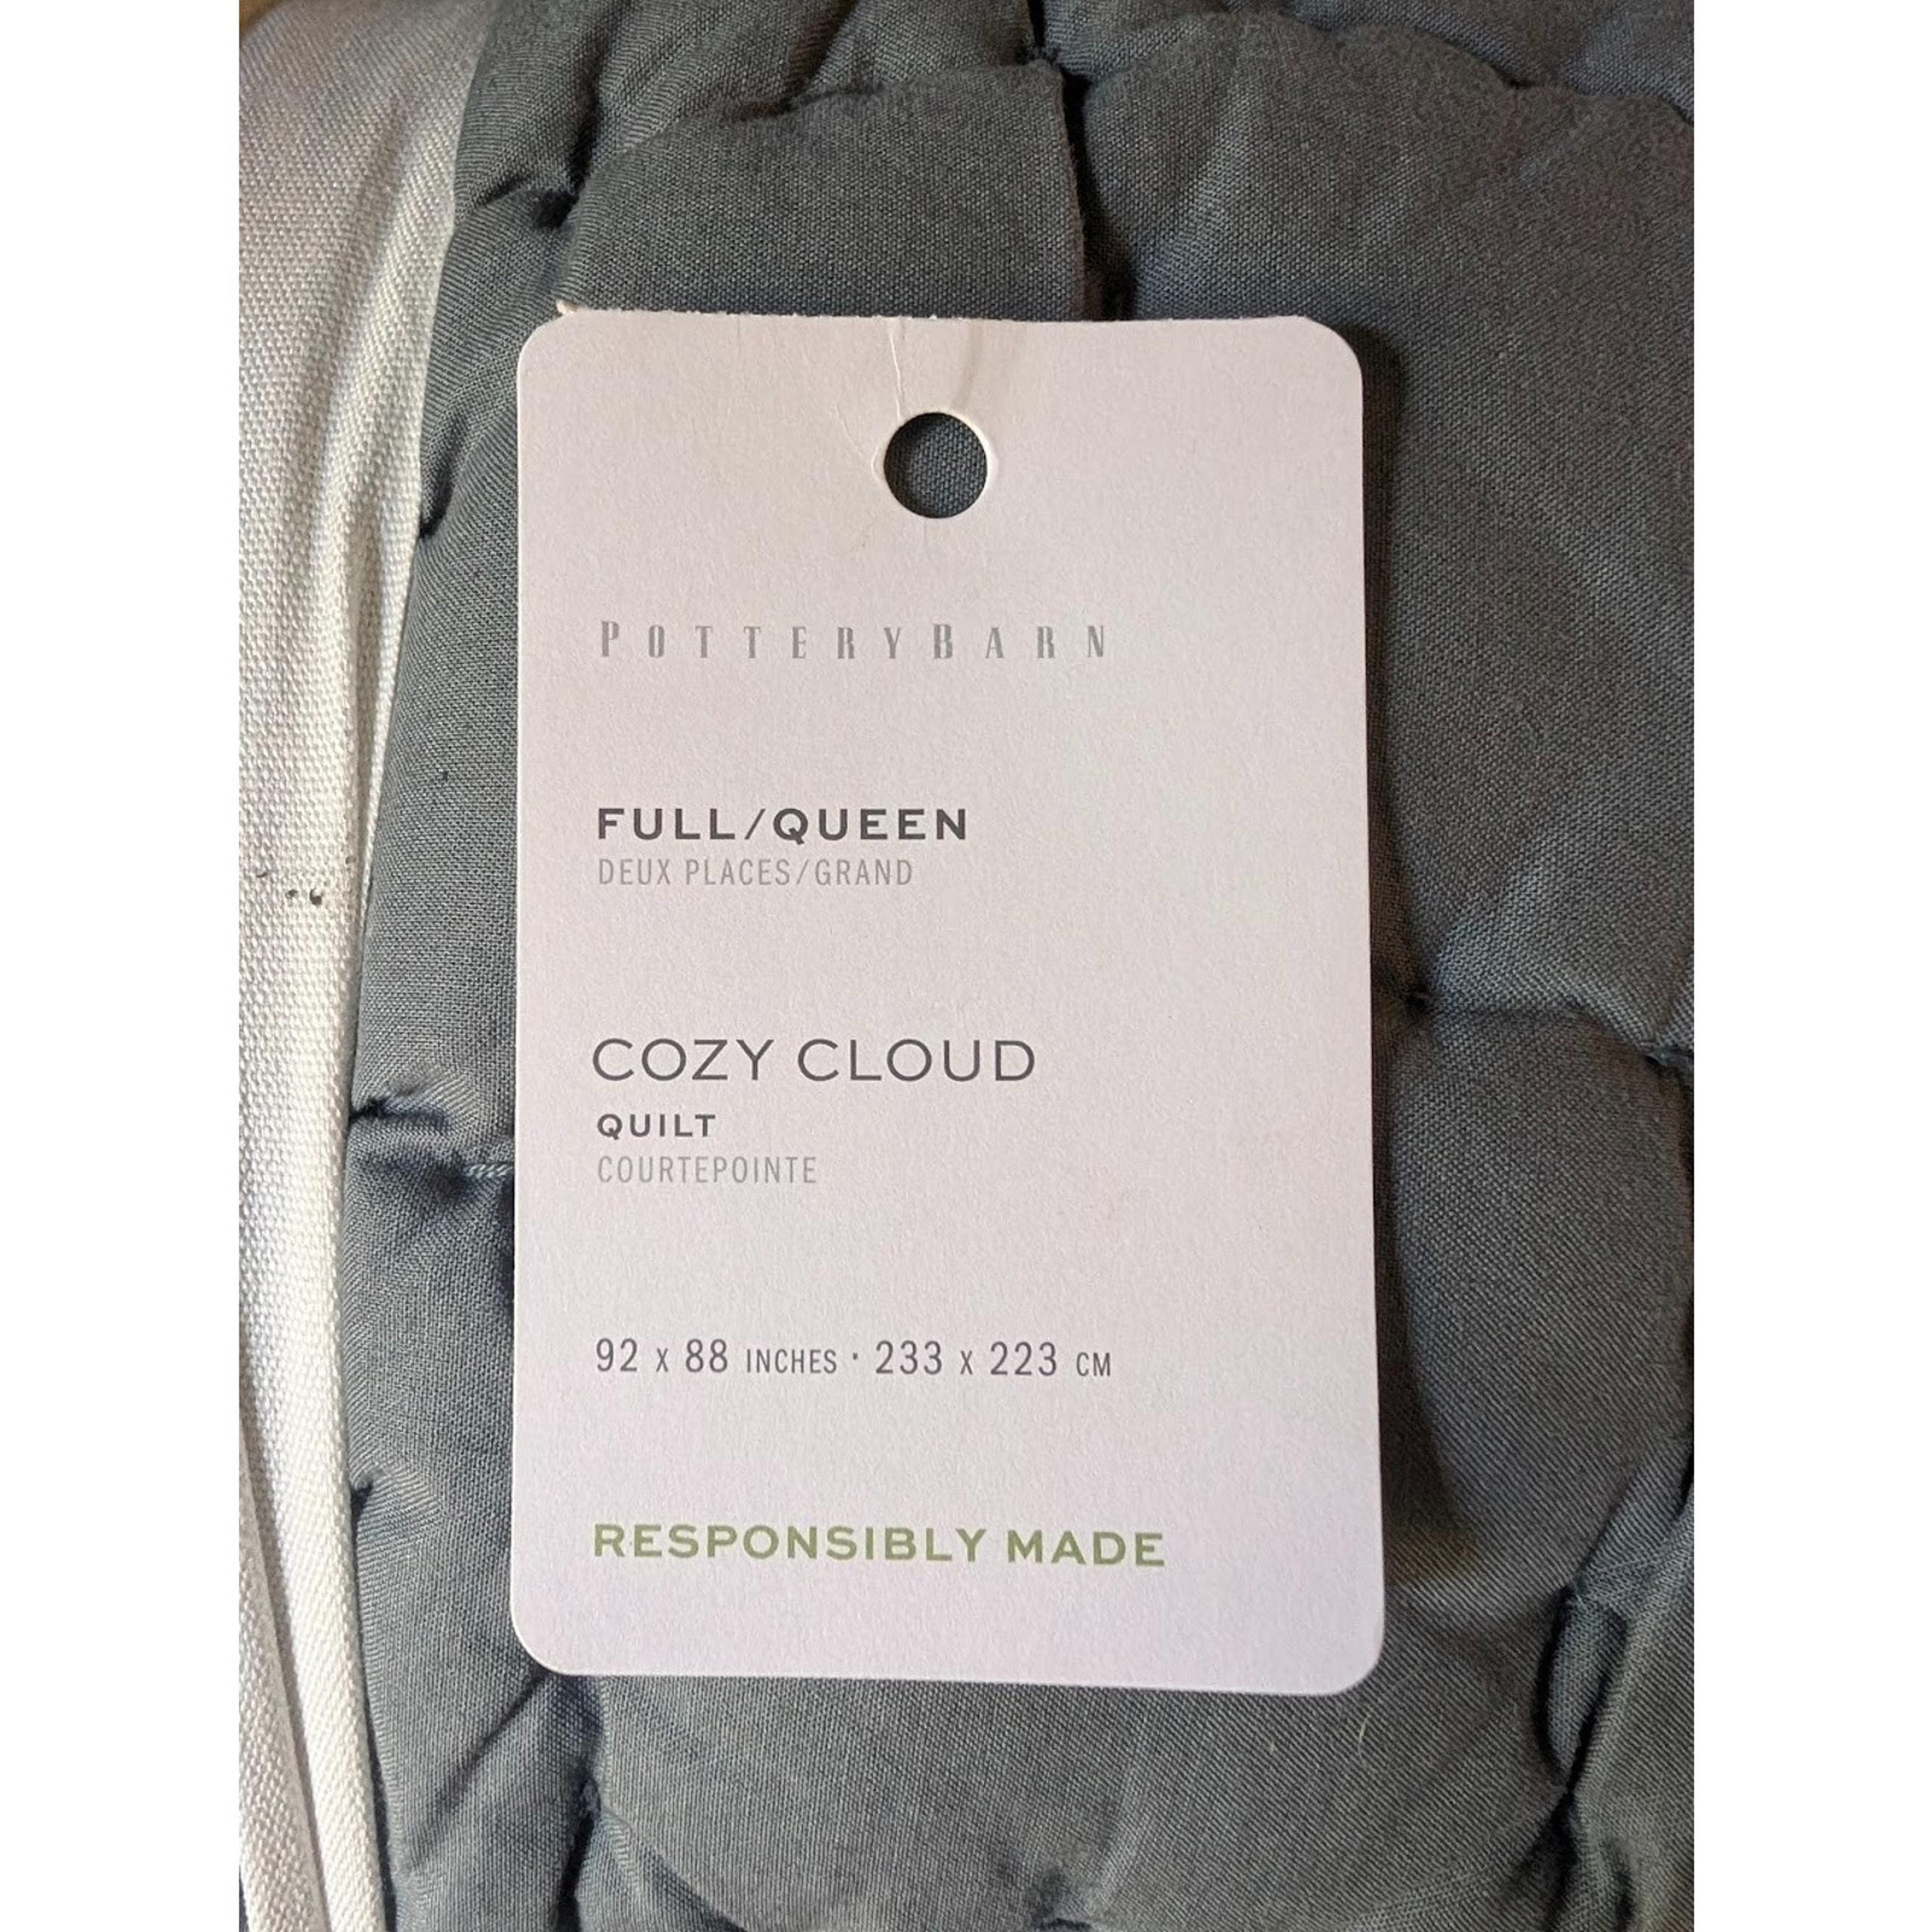 POTTERYBARN
FULL/QUEEN
DEUX PLACES/GRAND
COZY CLOUD
QUILT
COURTEPOINTE
92 X 88 INCHES · 233 X 223 CM
RESPONSIBLY MADE